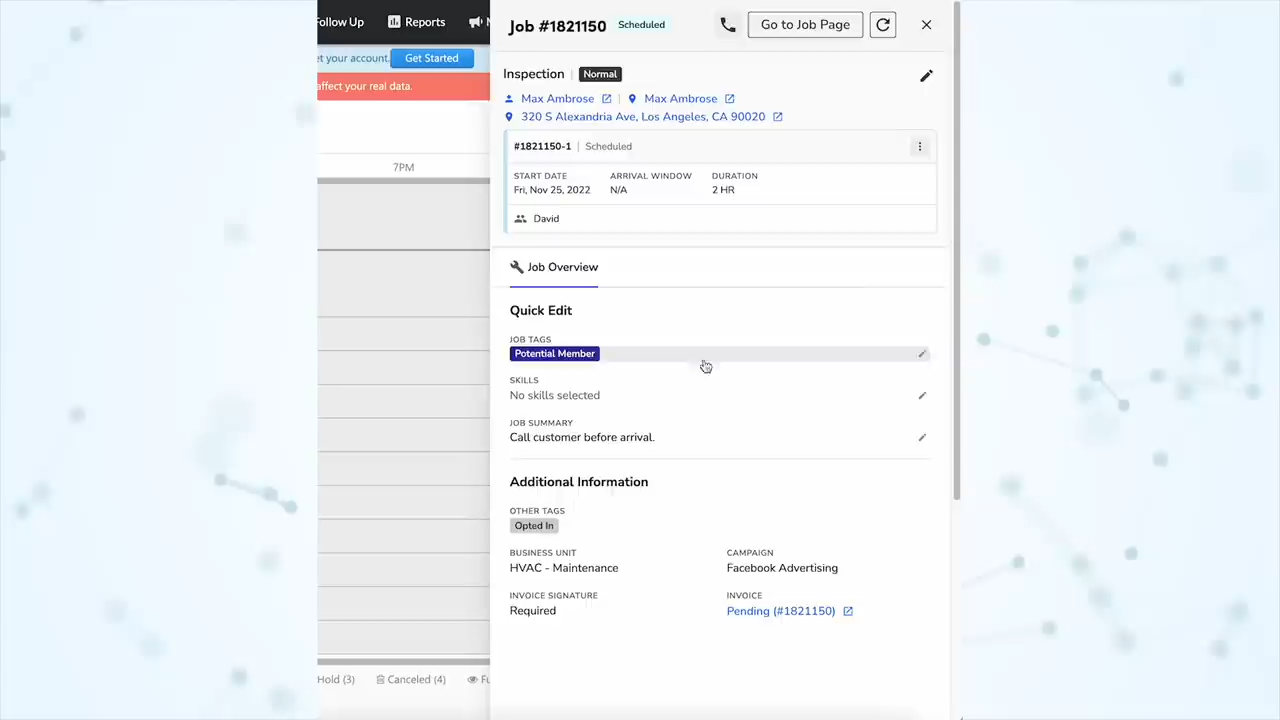 Follow Up Reports
et your account. Get Started
affect your real data.
7PM
Hold (3) Canceled (4)
Job #1821150 Scheduled Go to Job Page
Inspection | Normal
Max Ambrose | Max Ambrose
320 S Alexandria Ave, Los Angeles, CA 90020
#1821150-1 | Scheduled
START DATE ARRIVAL WINDOW DURATION
Fri, Nov 25, 2022 N/A 2 HR
David
Job Overview
Quick Edit
JOB TAGS
Potential Member
SKILLS
No skills selected
JOB SUMMARY
Call customer before arrival.
Additional Information
OTHER TAGS
Opted In
BUSINESS UNIT CAMPAIGN
HVAC - Maintenance Facebook Advertising
INVOICE SIGNATURE INVOICE
Required Pending (#1821150)